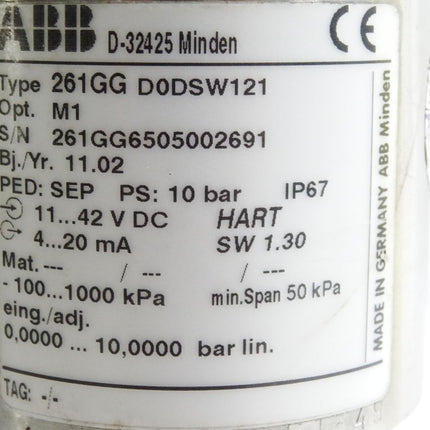 ABB D-32425 Minden CE
Type 261GG D0DSW121
Opt. M1
S/N 261GG6505002691
Bj./Yr. 11.02
PED: SEP PS: 10 bar IP67
11...42 V DC HART
4...20 mA SW 1.30
Mat. --- / --- / ---
- 100...1000 kPa min.Span 50 kPa
eing./adj.
0,0000 ... 10,0000 bar lin.
TAG: -/-
MADE IN GERMANY ABB Minden